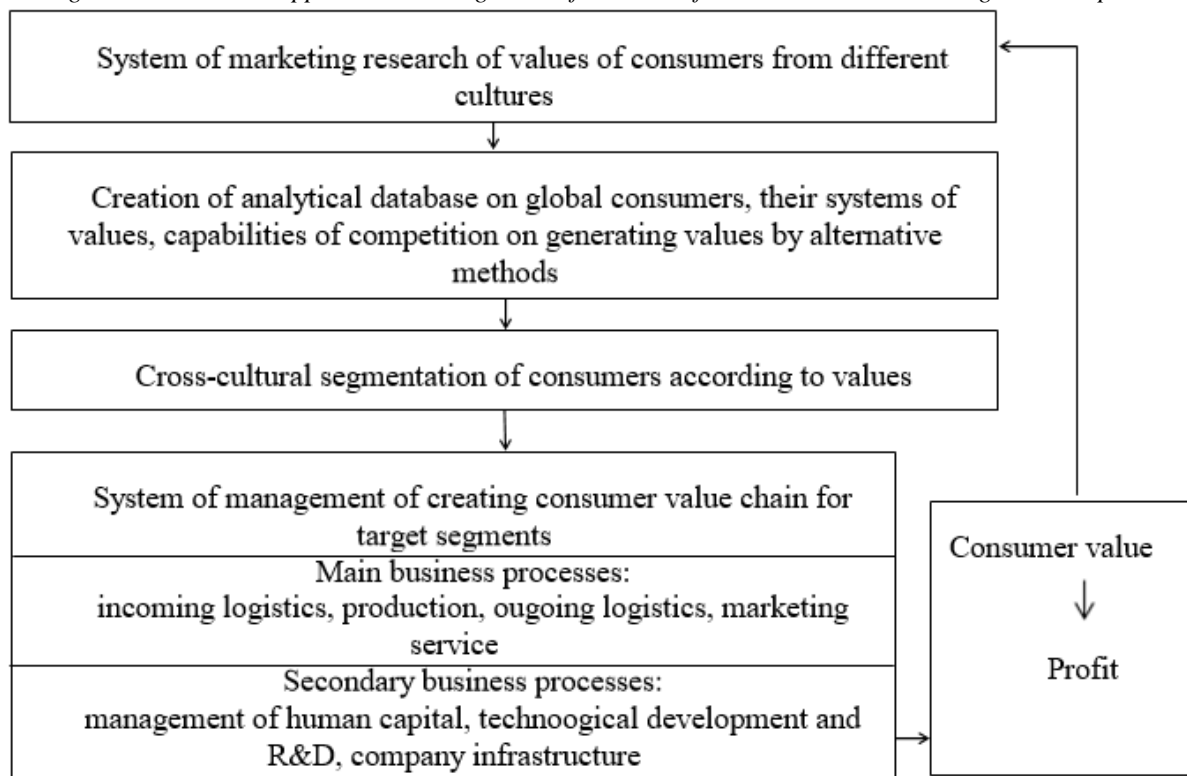 System of marketing research of values of consumers from different
cultures
Creation of analytical database on global consumers, their systems of
values, capabilities of competition on generating values by alternative
methods
Cross-cultural segmentation of consumers according to values
System of management of creating consumer value chain for
target segments
Main business processes:
incoming logistics, production, ougoing logistics, marketing
service
Secondary business processes:
management of human capital, technoogical development and
R&D, company infrastructure
Consumer value
Profit